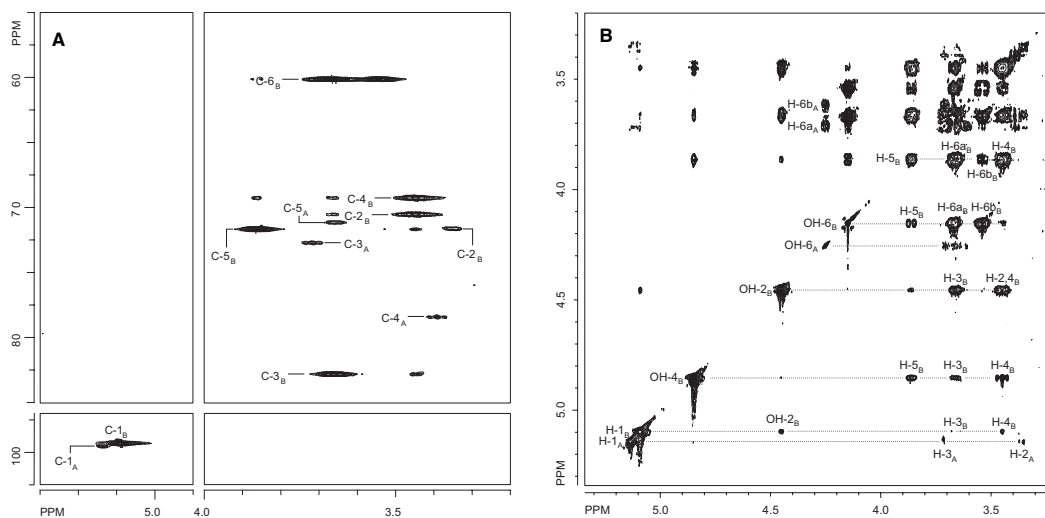 A
PPM
60
70
80
100
C-6B
C-4B
C-5A
C-2B
C-3A
C-5B
C-2B
C-4A
C-3B
C-1B
C-1A
PPM
5.0
4.0
3.5
B
3.5
4.0
4.5
5.0
PPM
H-6bA
H-6aA
H-6aB
H-4B
H-5B
H-6bB
H-5B
H-6aB
H-6bB
OH-6B
OH-6A
H-3B
H-2,4B
OH-2B
H-5B
H-3B
H-4B
OH-4B
OH-2B
H-3B
H-4B
H-1B
H-1A
H-3A
H-2A
PPM
5.0
4.5
4.0
3.5